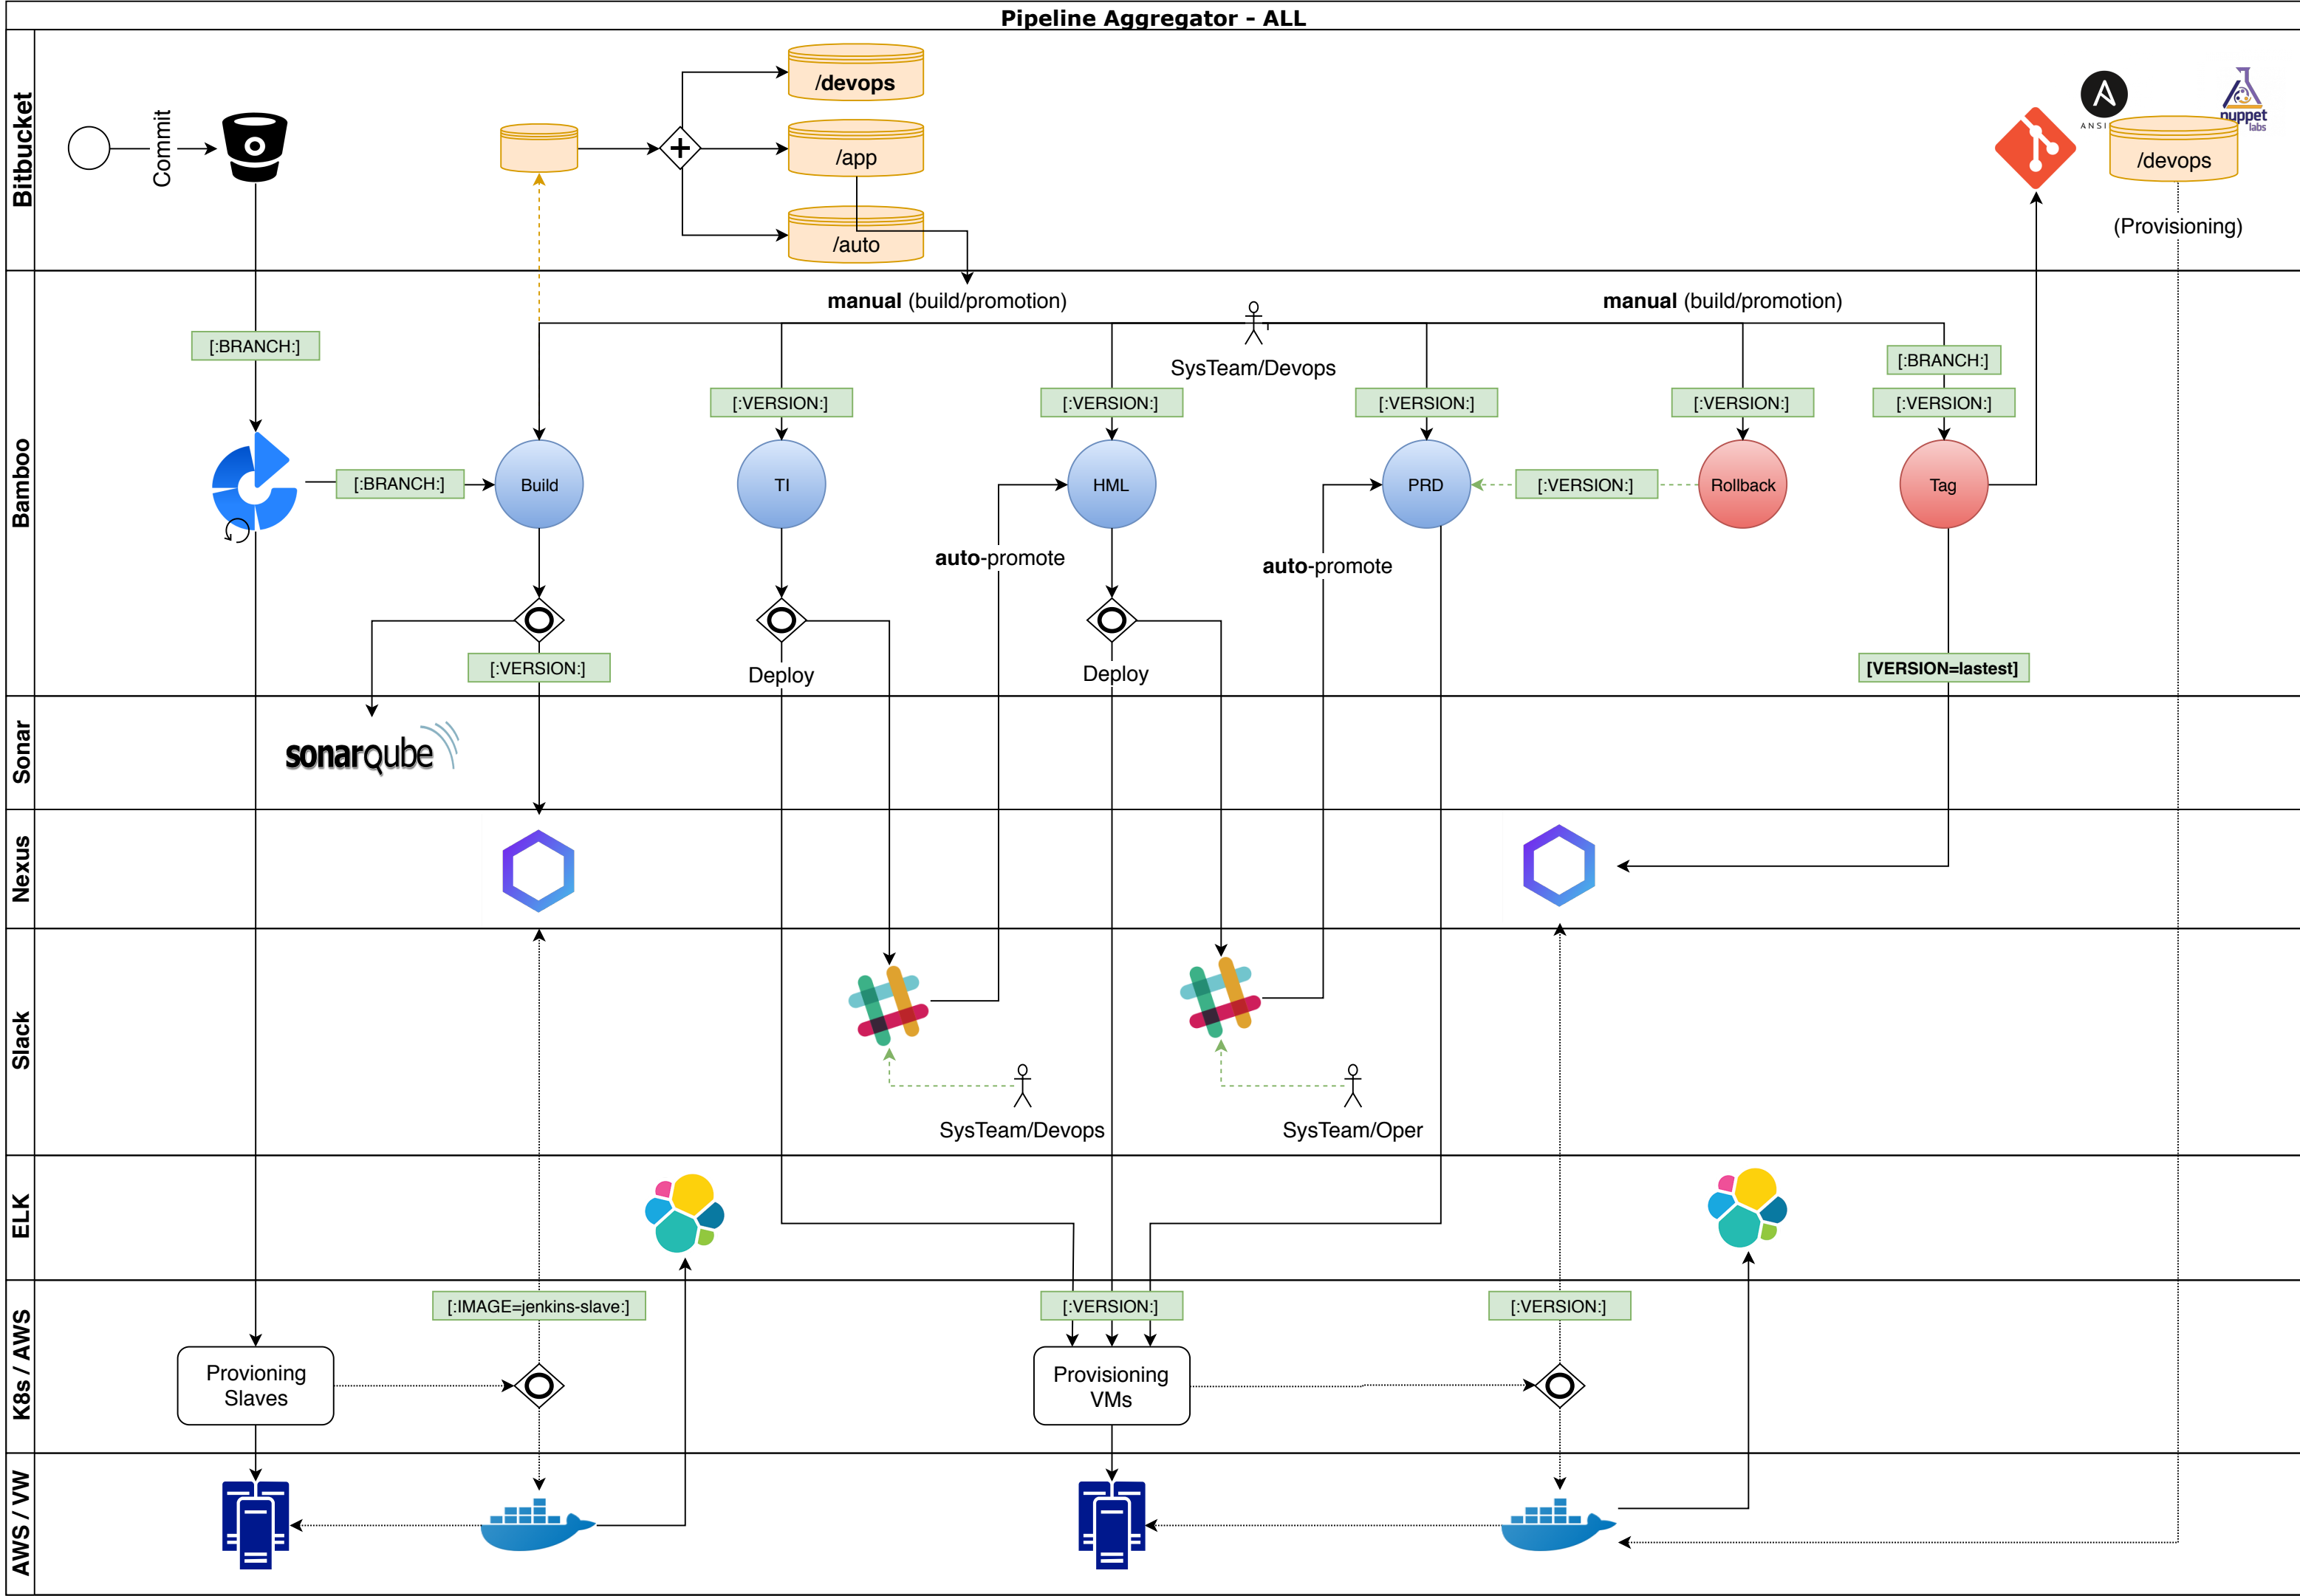 Pipeline Aggregator - ALL
Bitbucket
Commit
/devops
/app
/auto
ANSI
puppet
labs
/devops
(Provisioning)
Bamboo
manual (build/promotion)
manual (build/promotion)
SysTeam/Devops
[:BRANCH:]
[:BRANCH:]
[:VERSION:]
[:VERSION:]
[:VERSION:]
[:VERSION:]
[:VERSION:]
[:BRANCH:]
Build
TI
HML
PRD
[:VERSION:]
Rollback
Tag
auto-promote
auto-promote
[:VERSION:]
Deploy
Deploy
[VERSION=lastest]
Sonar
sonarqube
Nexus
Slack
SysTeam/Devops
SysTeam/Oper
ELK
K8s / AWS
[:IMAGE=jenkins-slave:]
[:VERSION:]
[:VERSION:]
Provioning
Slaves
Provisioning
VMs
AWS / VW